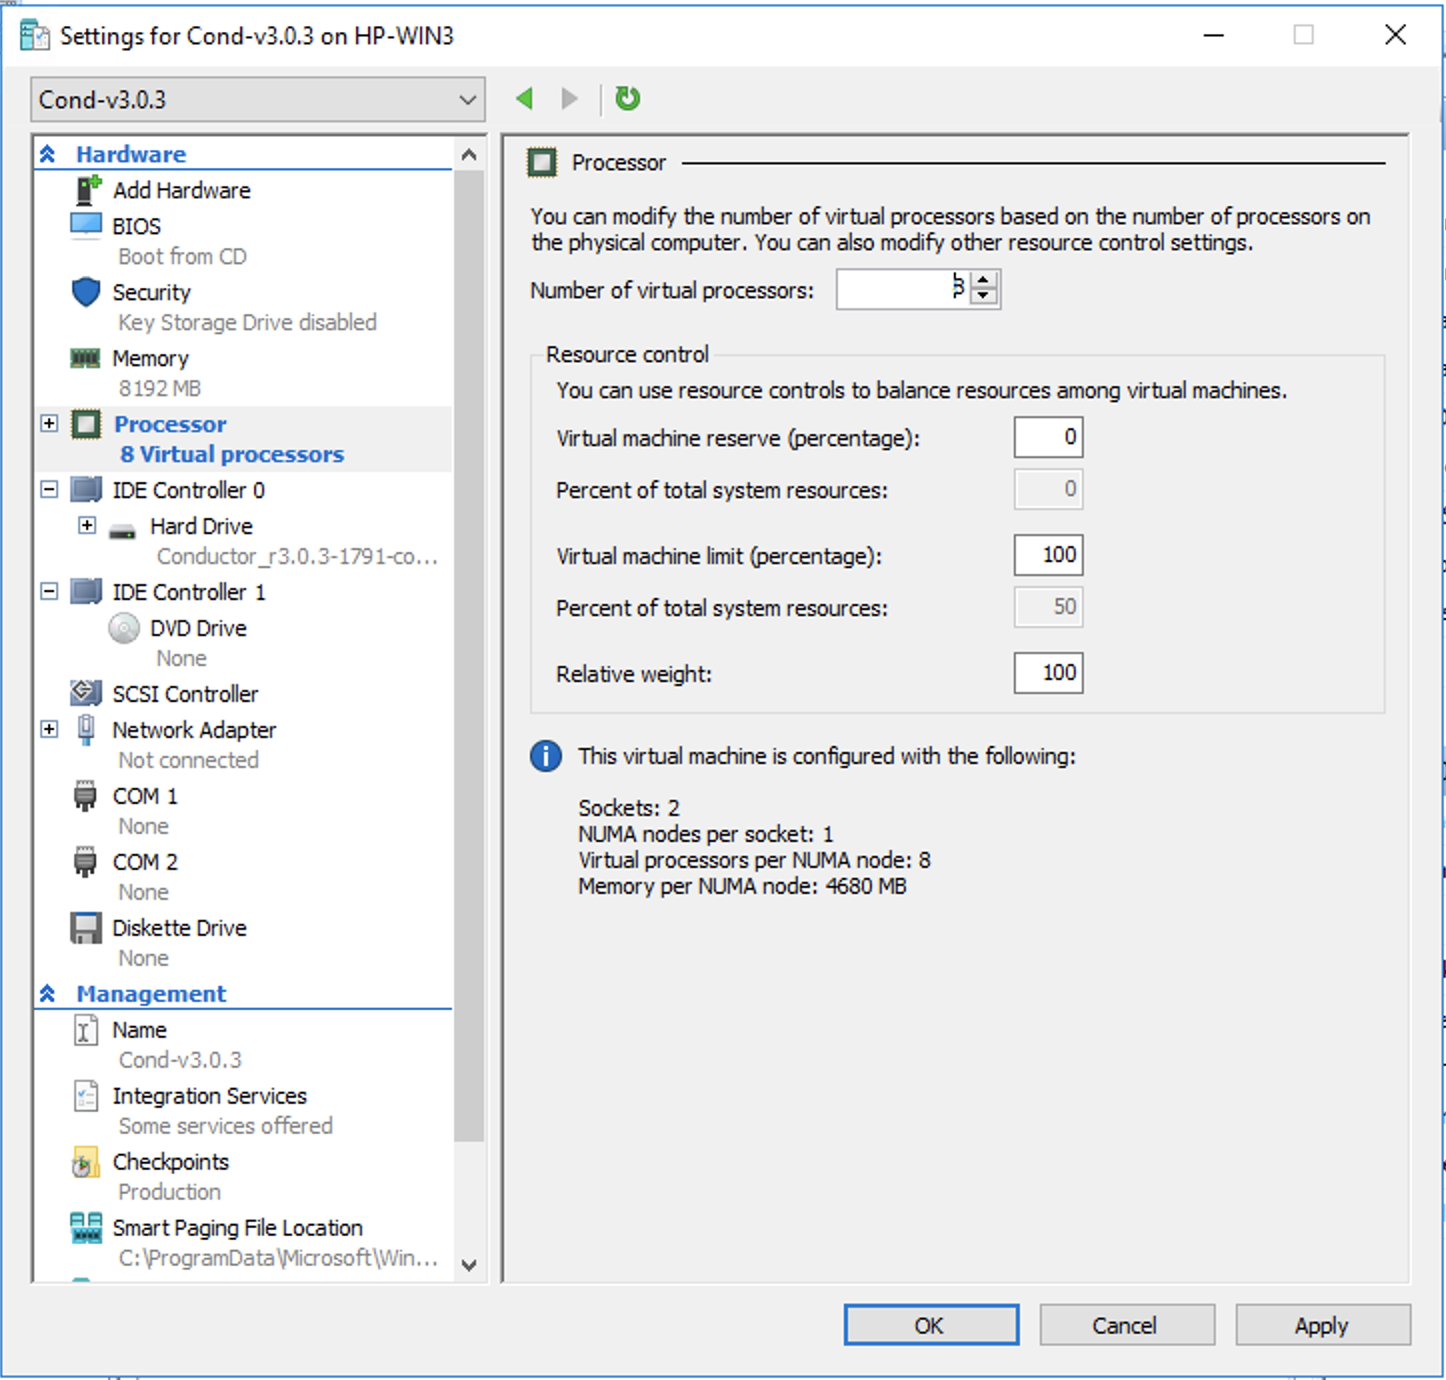 Settings for Cond-v3.0.3 on HP-WIN3
Cond-v3.0.3
Hardware
Add Hardware
BIOS
Boot from CD
Security
Key Storage Drive disabled
Memory
8192 MB
Processor
8 Virtual processors
IDE Controller 0
Hard Drive
Conductor_r3.0.3-1791-co...
IDE Controller 1
DVD Drive
None
SCSI Controller
Network Adapter
Not connected
COM 1
None
COM 2
None
Diskette Drive
None
Management
Name
Cond-v3.0.3
Integration Services
Some services offered
Checkpoints
Production
Smart Paging File Location
C:\ProgramData\Microsoft\Win...
Processor
You can modify the number of virtual processors based on the number of processors on
the physical computer. You can also modify other resource control settings.
Number of virtual processors: 8
Resource control
You can use resource controls to balance resources among virtual machines.
Virtual machine reserve (percentage): 0
Percent of total system resources: 0
Virtual machine limit (percentage): 100
Percent of total system resources: 50
Relative weight: 100
This virtual machine is configured with the following:
Sockets: 2
NUMA nodes per socket: 1
Virtual processors per NUMA node: 8
Memory per NUMA node: 4680 MB
OK
Cancel
Apply